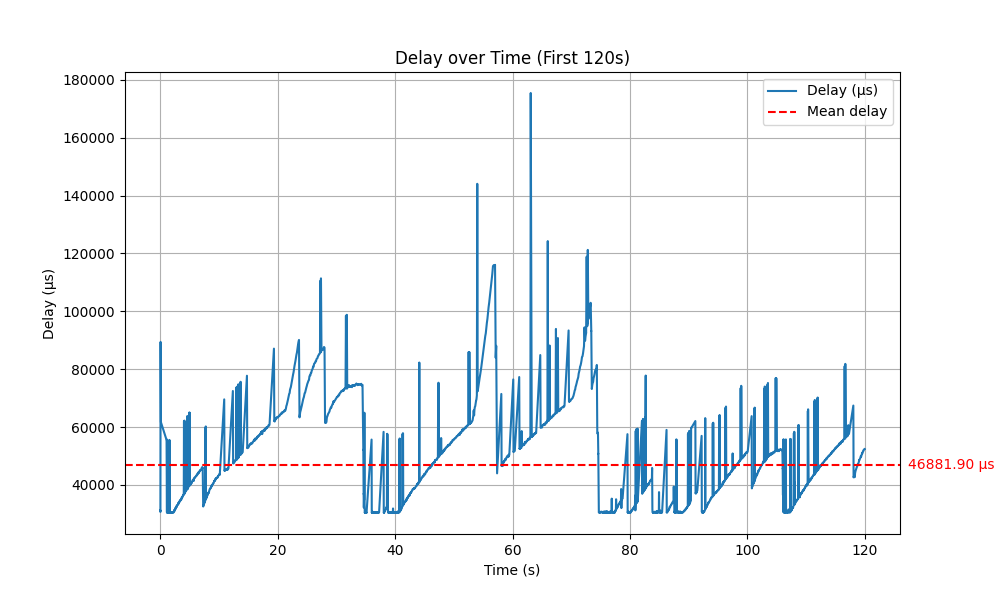 Delay over Time (First 120s)
180000
160000
140000
120000
100000
80000
60000
40000
Delay (µs)
Delay (µs)
Mean delay
46881.90 µs
0 20 40 60 80 100 120
Time (s)